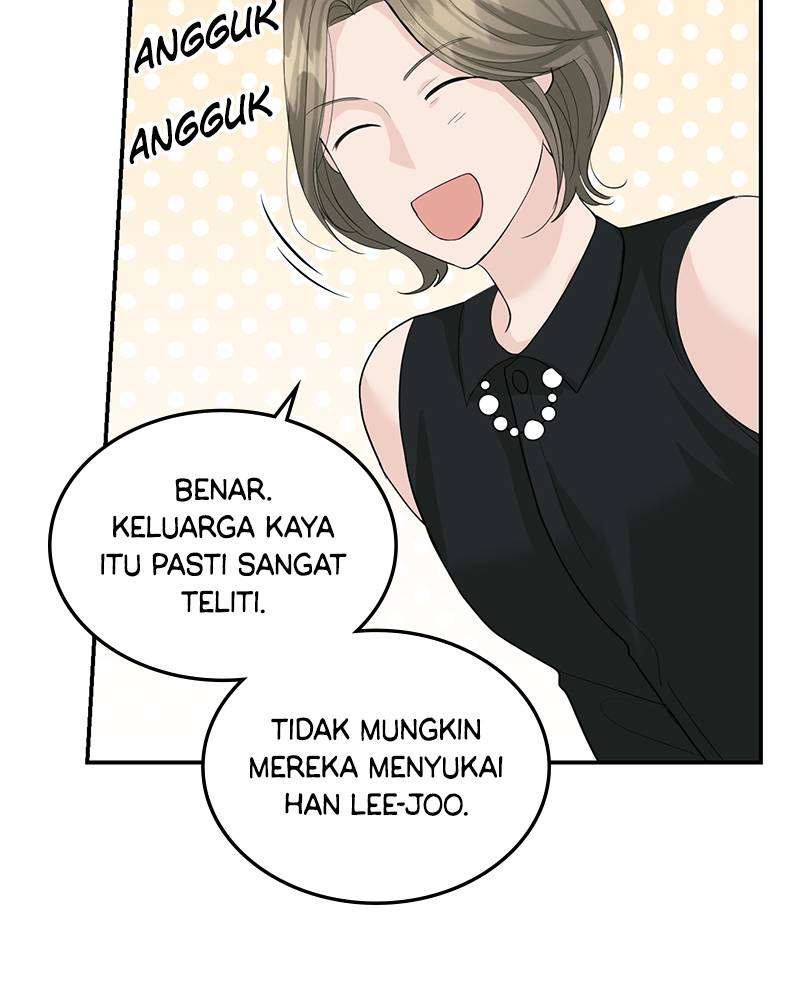 ANGGUK
ANGGUK
BENAR.
KELUARGA KAYA
ITU PASTI SANGAT
TELITI.
TIDAK MUNGKIN
MEREKA MENYUKAI
HAN LEE-JOO.